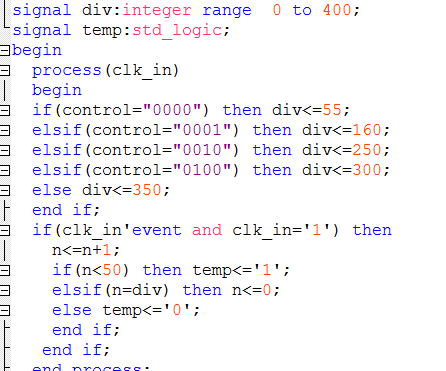 signal div:integer range  0 to 400;
signal temp:std_logic;
begin
  process(clk_in)
  begin
  if(control="0000") then div<=55;
  elsif(control="0001") then div<=160;
  elsif(control="0010") then div<=250;
  elsif(control="0100") then div<=300;
  else div<=350;
  end if;
  if(clk_in'event and clk_in='1') then
    n<=n+1;
    if(n<50) then temp<='1';
    elsif(n=div) then n<=0;
    else temp<='0';
    end if;
   end if;
  end process;